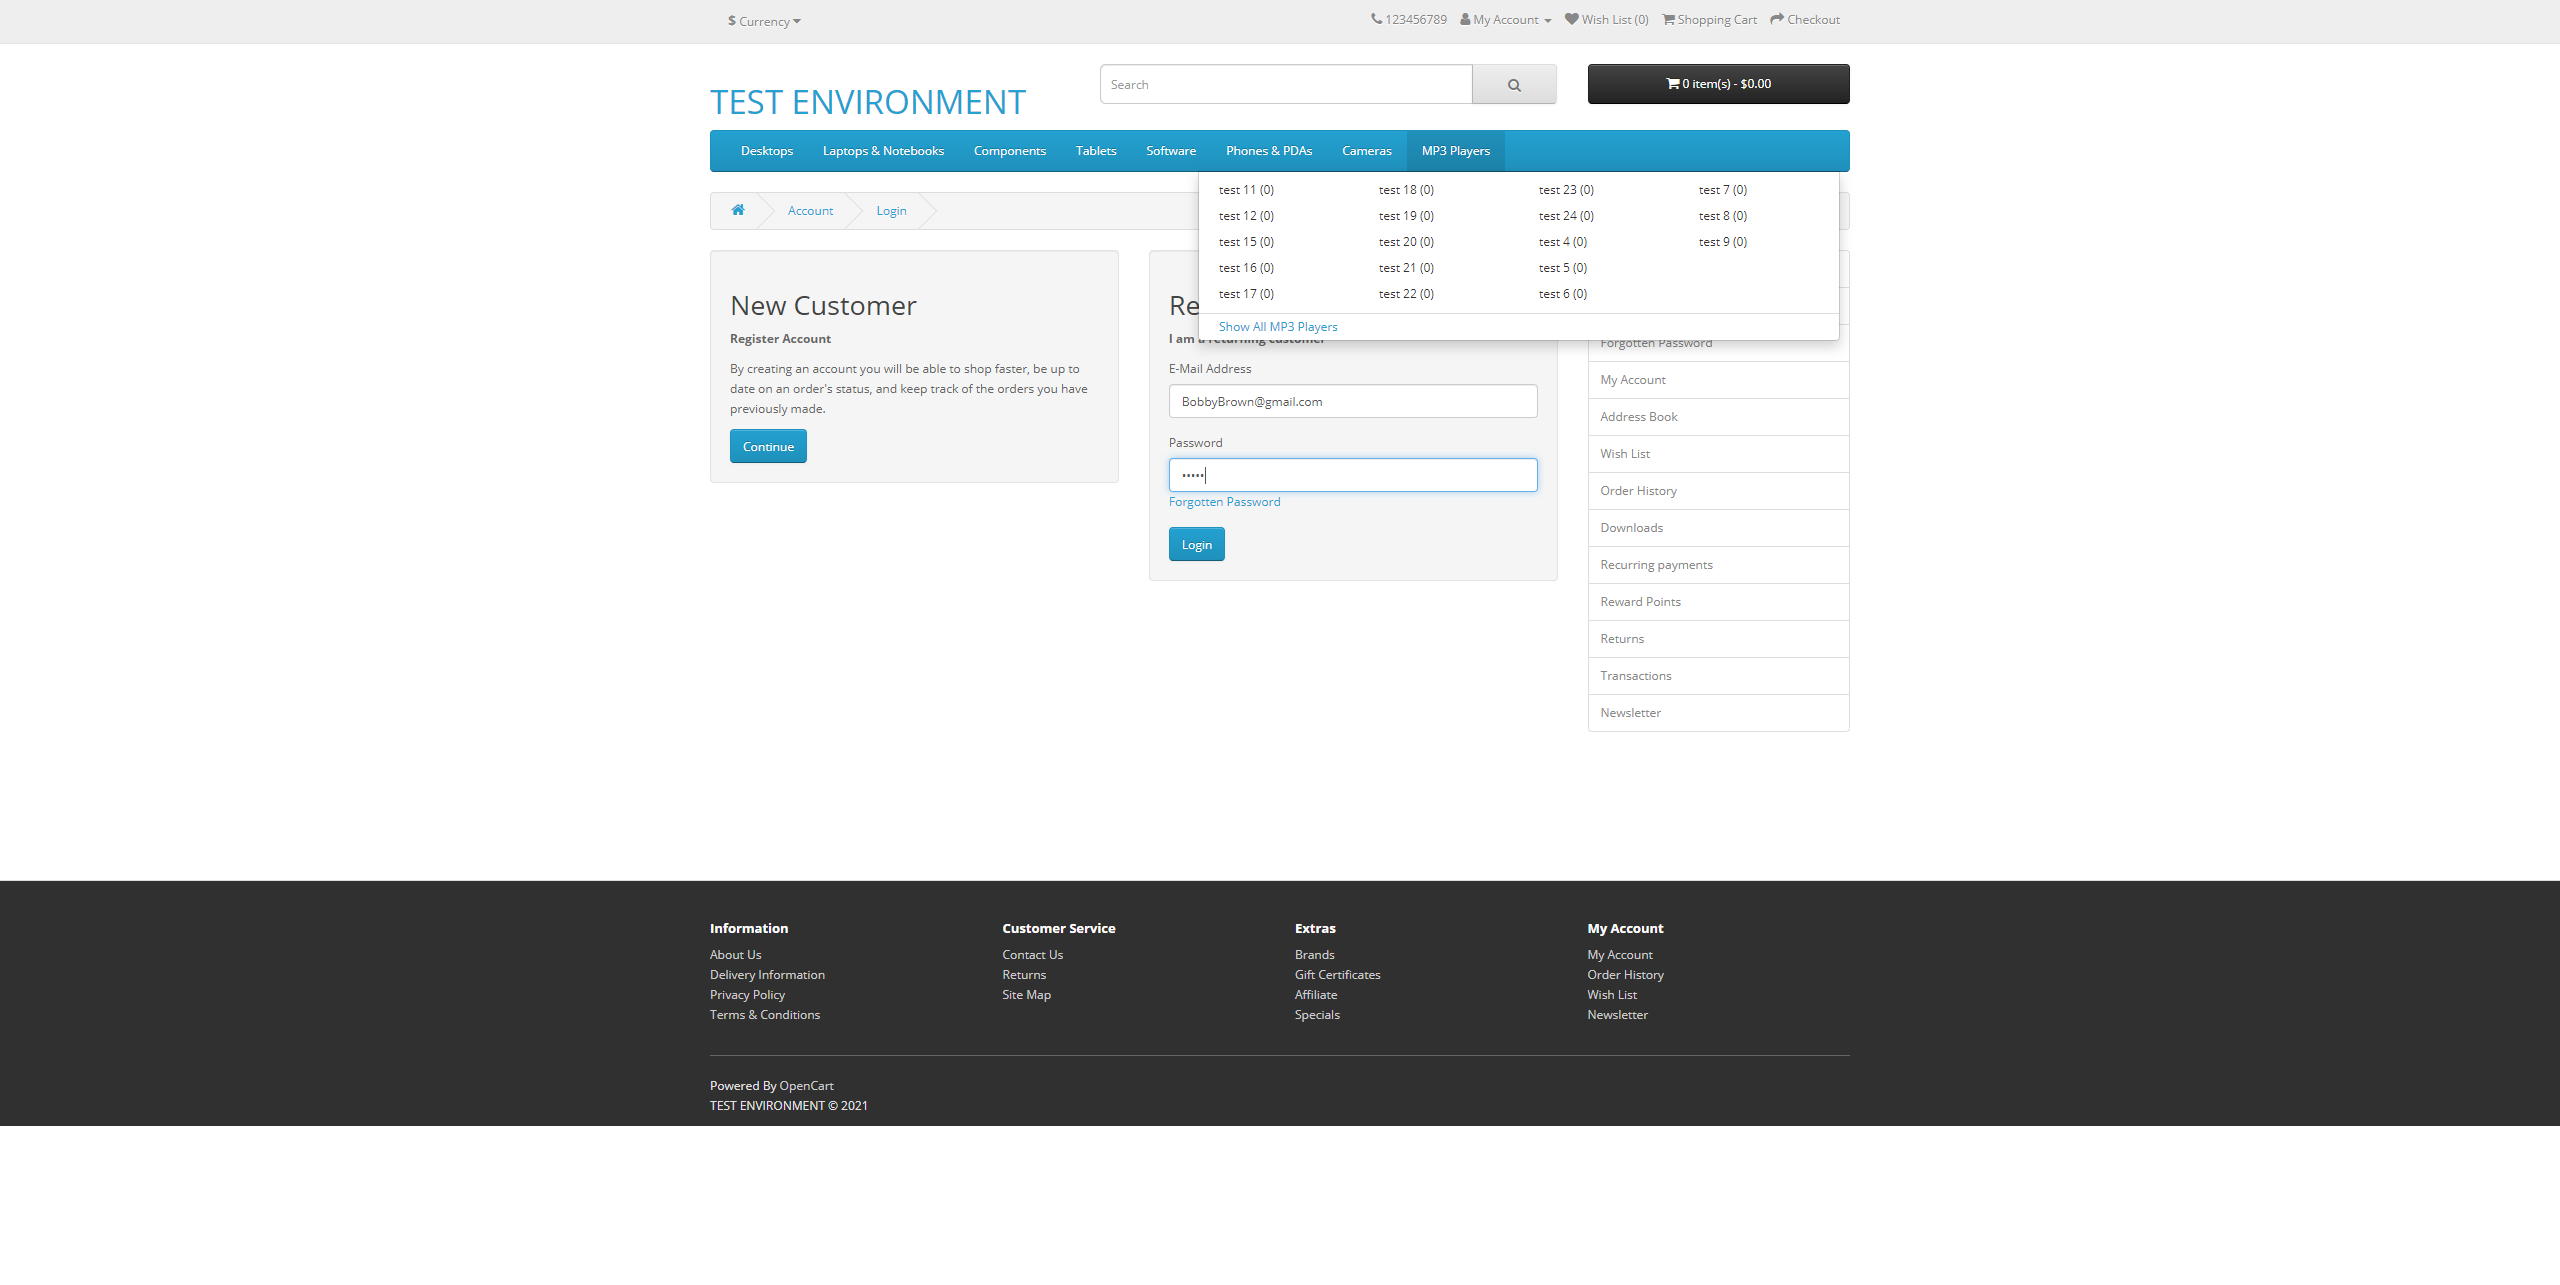 $ Currency
123456789 My Account Wish List (0) Shopping Cart Checkout
TEST ENVIRONMENT
Search
0 item(s) - $0.00
Desktops Laptops & Notebooks Components Tablets Software Phones & PDAs Cameras MP3 Players
test 11 (0) test 18 (0) test 23 (0) test 7 (0)
test 12 (0) test 19 (0) test 24 (0) test 8 (0)
test 15 (0) test 20 (0) test 4 (0) test 9 (0)
test 16 (0) test 21 (0) test 5 (0)
test 17 (0) test 22 (0) test 6 (0)
Show All MP3 Players
Account Login
New Customer
Register Account
By creating an account you will be able to shop faster, be up to
date on an order's status, and keep track of the orders you have
previously made.
Continue
Re
I am a returning customer
E-Mail Address
BobbyBrown@gmail.com
Password
•••••
Forgotten Password
Login
Forgotten Password
My Account
Address Book
Wish List
Order History
Downloads
Recurring payments
Reward Points
Returns
Transactions
Newsletter
Information
About Us
Delivery Information
Privacy Policy
Terms & Conditions
Customer Service
Contact Us
Returns
Site Map
Extras
Brands
Gift Certificates
Affiliate
Specials
My Account
My Account
Order History
Wish List
Newsletter
Powered By OpenCart
TEST ENVIRONMENT © 2021